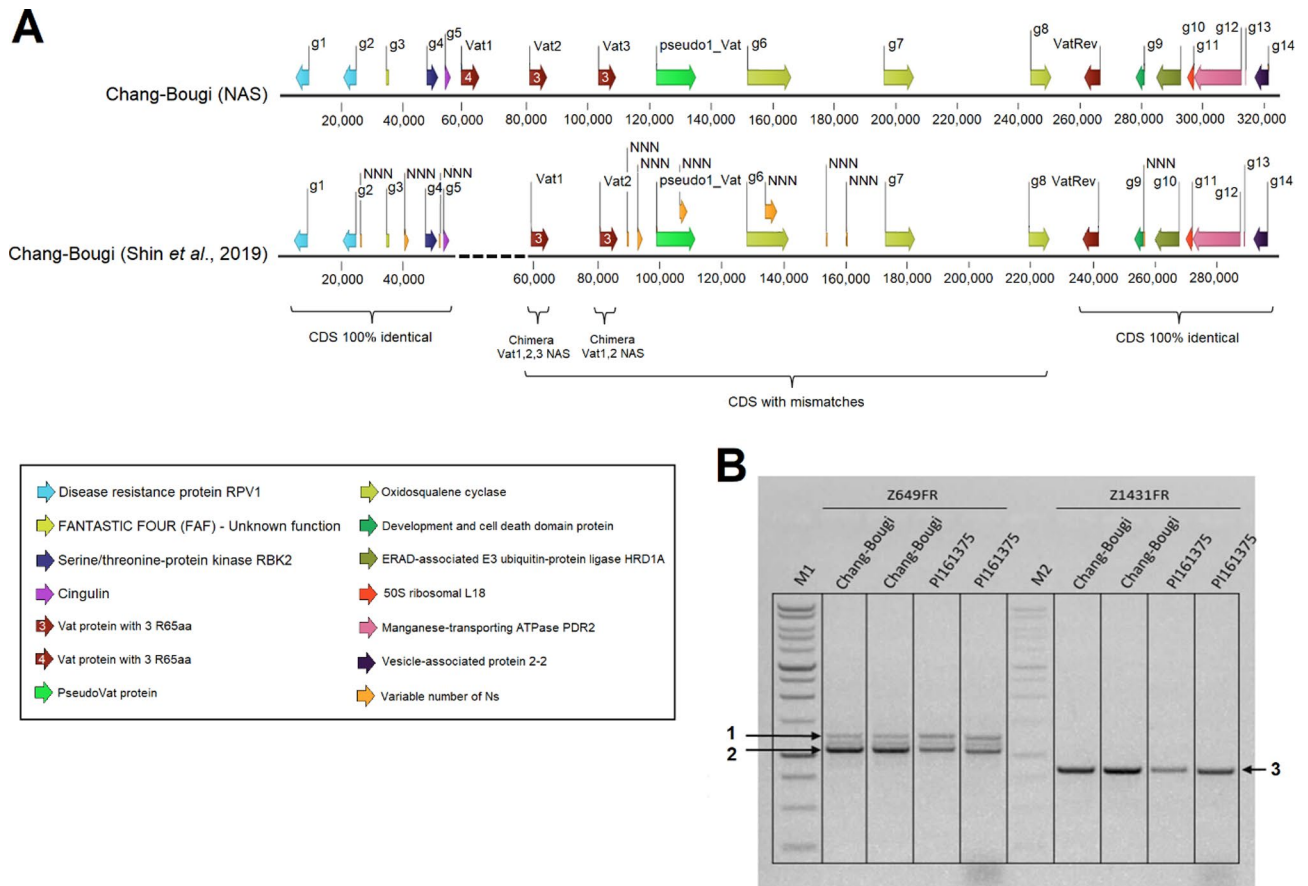 A
g1 g2 g3 g4 g5 Vat1 Vat2 Vat3 pseudo1_Vat g6 g7 g8 VatRev g9 g10 g11 g12 g13 g14
4 3 3
Chang-Bougi (NAS)
20,000 40,000 60,000 80,000 100,000 120,000 140,000 160,000 180,000 200,000 220,000 240,000 260,000 280,000 300,000 320,000
NNN NNN NNN NNN NNN NNN NNN NNN NNN NNN
g1 g2 g3 g4 g5 Vat1 Vat2 pseudo1_Vat g6 g7 g8 VatRev g9 g10 g11 g12 g13 g14
3 3
Chang-Bougi (Shin et al., 2019)
20,000 40,000 60,000 80,000 100,000 120,000 140,000 160,000 180,000 200,000 220,000 240,000 260,000 280,000
CDS 100% identical
Chimera
Vat1,2,3 NAS
Chimera
Vat1,2 NAS
CDS 100% identical
CDS with mismatches
Disease resistance protein RPV1
FANTASTIC FOUR (FAF) - Unknown function
Serine/threonine-protein kinase RBK2
Cingulin
3 Vat protein with 3 R65aa
4 Vat protein with 3 R65aa
PseudoVat protein
Oxidosqualene cyclase
Development and cell death domain protein
ERAD-associated E3 ubiquitin-protein ligase HRD1A
50S ribosomal L18
Manganese-transporting ATPase PDR2
Vesicle-associated protein 2-2
Variable number of Ns
B
Z649FR Z1431FR
M1 Chang-Bougi Chang-Bougi PI161375 PI161375 M2 Chang-Bougi Chang-Bougi PI161375 PI161375
1
2
3